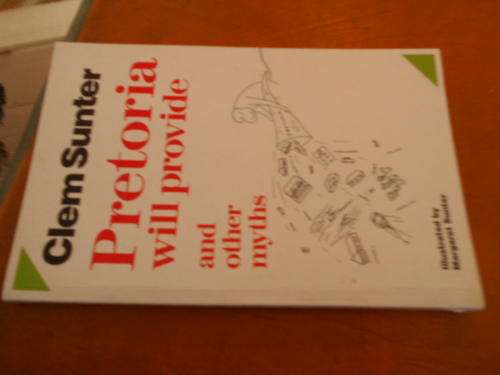 Clem Sunter
Pretoria
will provide
and
other
myths
Illustrated by
Margaret Sunter